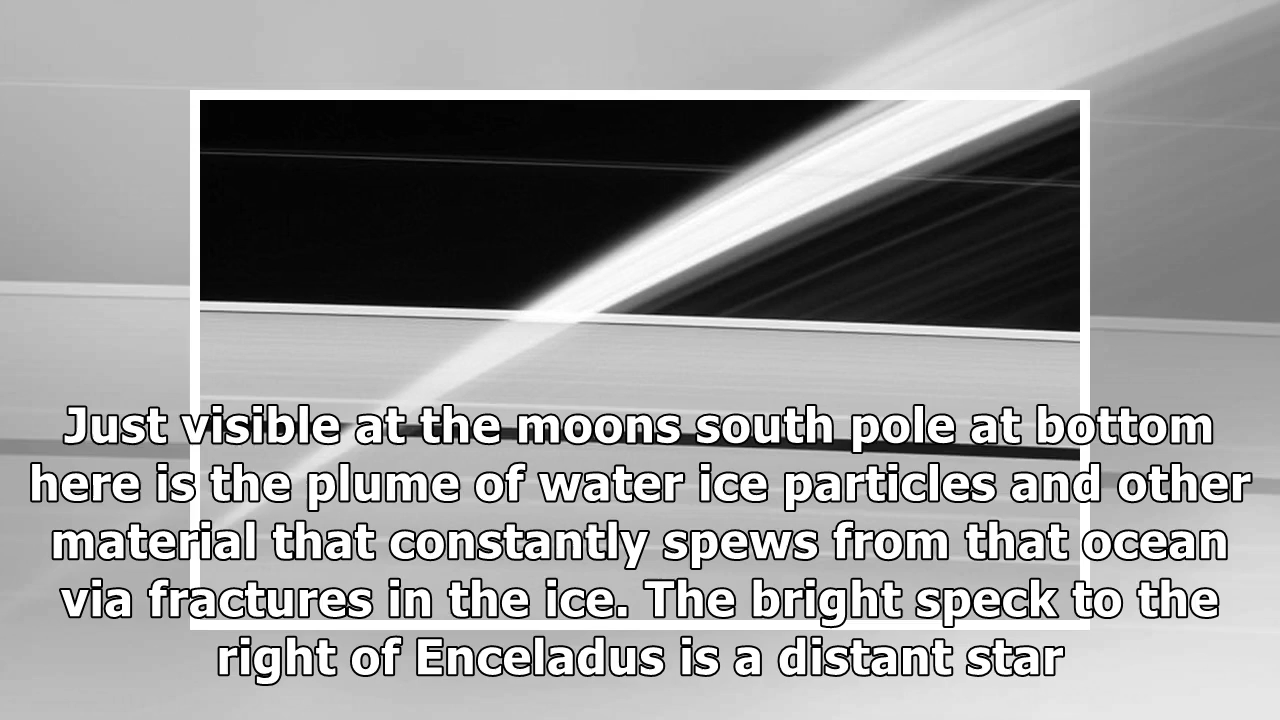 Just visible at the moons south pole at bottom
here is the plume of water ice particles and other
material that constantly spews from that ocean
via fractures in the ice. The bright speck to the
right of Enceladus is a distant star